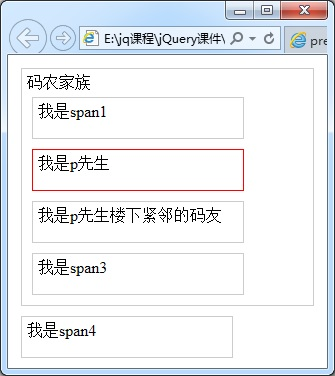 E:\jq课程\jQuery课件\
pre
码农家族
我是span1
我是p先生
我是p先生楼下紧邻的码友
我是span3
我是span4